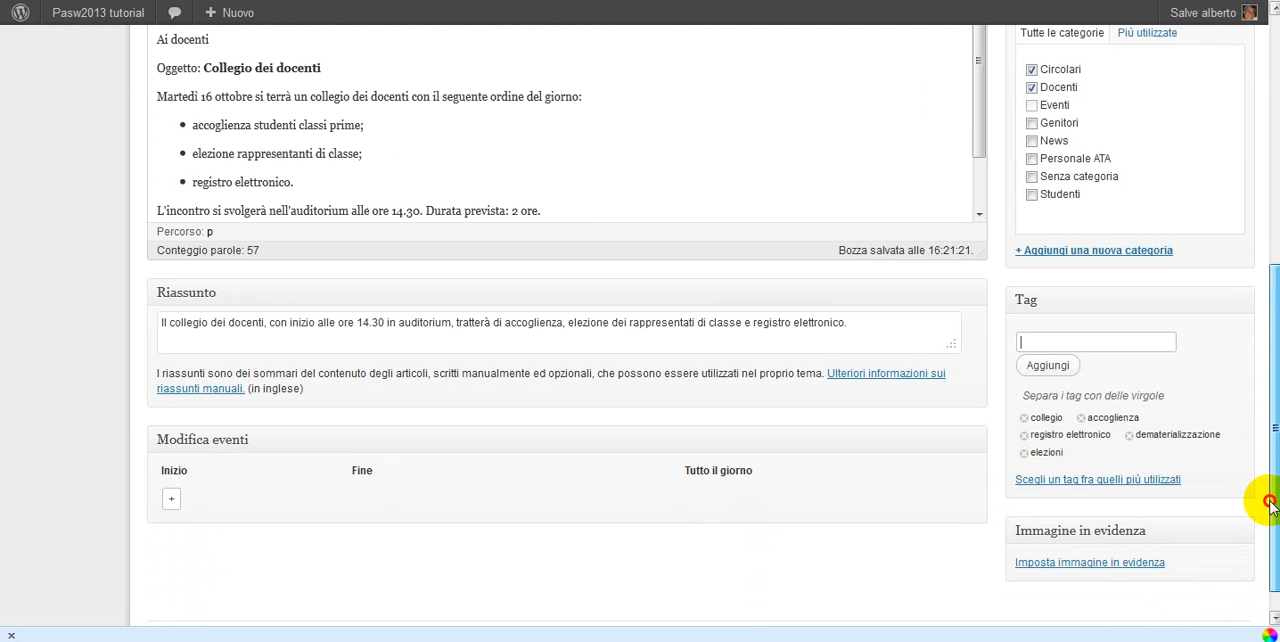 Pasw2013 tutorial
Nuovo
Salve alberto
Ai docenti
Oggetto: Collegio dei docenti
Martedì 16 ottobre si terrà un collegio dei docenti con il seguente ordine del giorno:
accoglienza studenti classi prime;
elezione rappresentanti di classe;
registro elettronico.
L'incontro si svolgerà nell'auditorium alle ore 14.30. Durata prevista: 2 ore.
Percorso: p
Conteggio parole: 57
Bozza salvata alle 16:21:21.
Riassunto
Il collegio dei docenti, con inizio alle ore 14.30 in auditorium, tratterà di accoglienza, elezione dei rappresentati di classe e registro elettronico.
I riassunti sono dei sommari del contenuto degli articoli, scritti manualmente ed opzionali, che possono essere utilizzati nel proprio tema. Ulteriori informazioni sui
riassunti manuali. (in inglese)
Modifica eventi
Inizio
Fine
Tutto il giorno
+
Tutte le categorie
Più utilizzate
Circolari
Docenti
Eventi
Genitori
News
Personale ATA
Senza categoria
Studenti
+ Aggiungi una nuova categoria
Tag
Aggiungi
Separa i tag con delle virgole
collegio
accoglienza
registro elettronico
dematerializzazione
elezioni
Scegli un tag fra quelli più utilizzati
Immagine in evidenza
Imposta immagine in evidenza